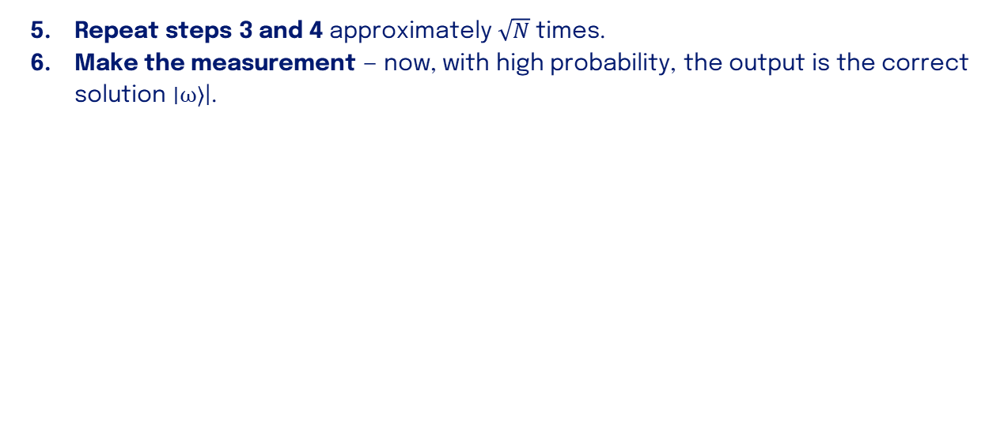 5. Repeat steps 3 and 4 approximately √N times.
6. Make the measurement – now, with high probability, the output is the correct
solution |ω⟩|.